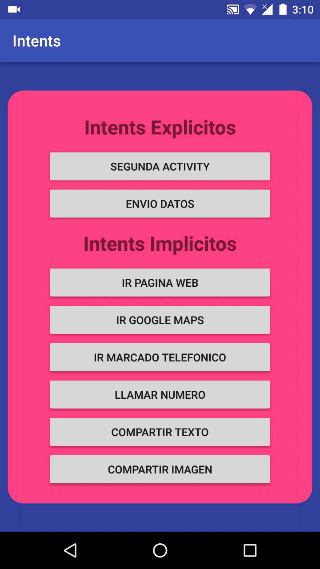 3:10
Intents
Intents Explicitos
SEGUNDA ACTIVITY
ENVIO DATOS
Intents Implicitos
IR PAGINA WEB
IR GOOGLE MAPS
IR MARCADO TELEFONICO
LLAMAR NUMERO
COMPARTIR TEXTO
COMPARTIR IMAGEN